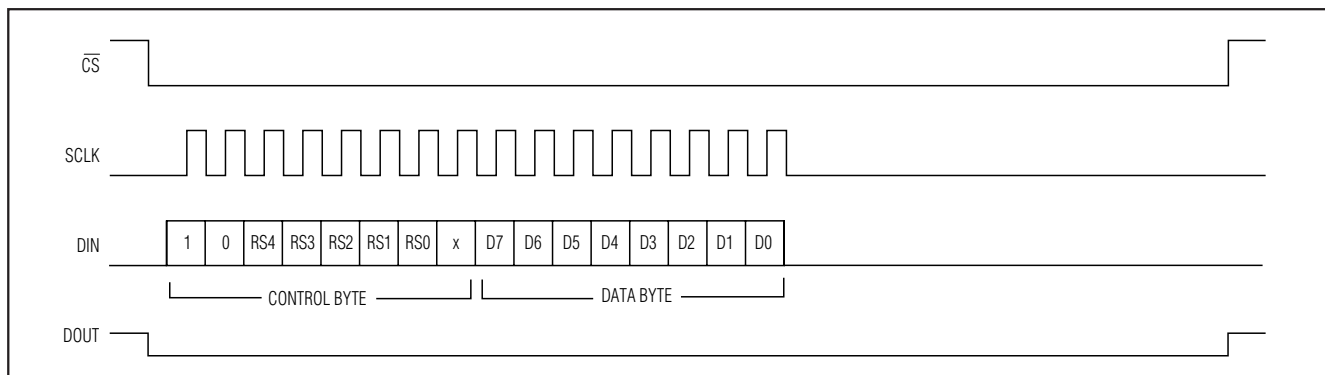 C̅S̅
SCLK
DIN 1 0 RS4 RS3 RS2 RS1 RS0 x D7 D6 D5 D4 D3 D2 D1 D0
CONTROL BYTE DATA BYTE
DOUT